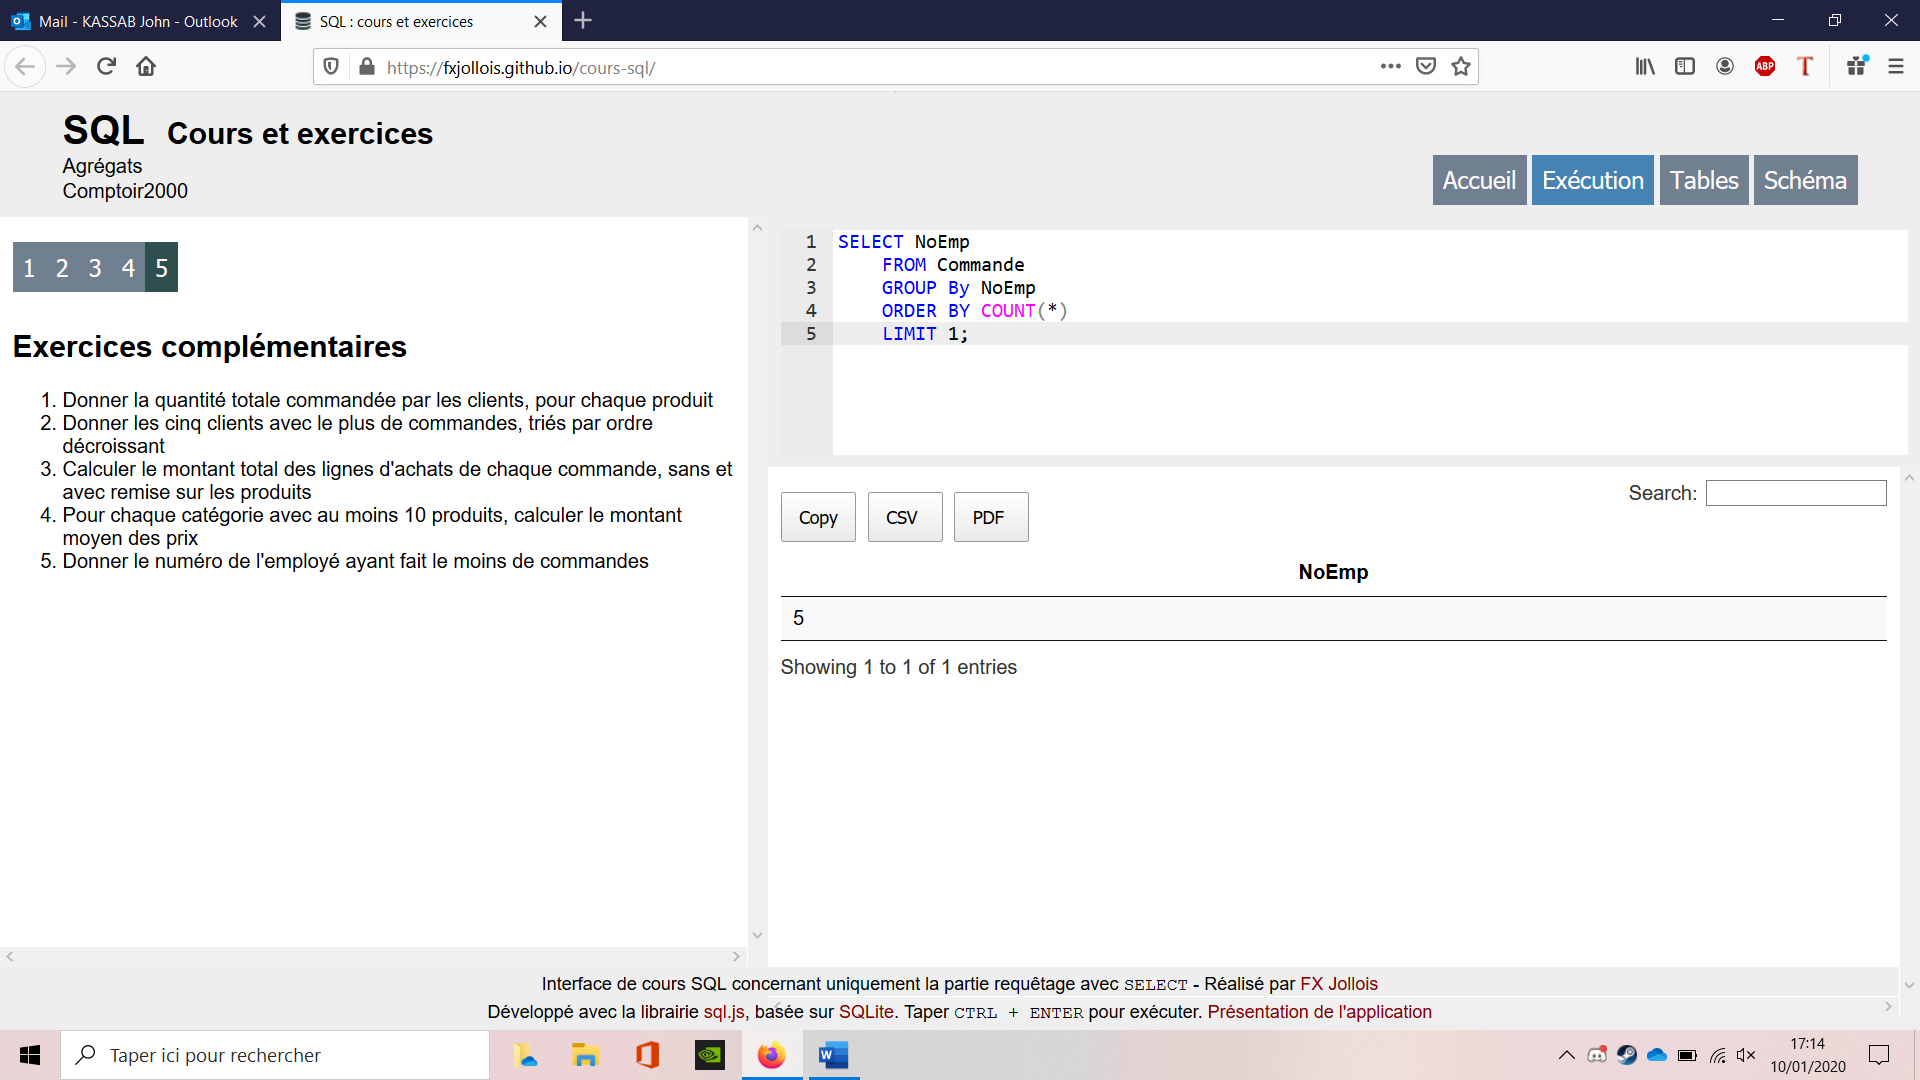 Mail - KASSAB John - Outlook
SQL : cours et exercices
https://fxjollois.github.io/cours-sql/
ABP
T
SQL Cours et exercices
Agrégats
Comptoir2000
Accueil Exécution Tables Schéma
1 2 3 4 5
Exercices complémentaires
1. Donner la quantité totale commandée par les clients, pour chaque produit
2. Donner les cinq clients avec le plus de commandes, triés par ordre
décroissant
3. Calculer le montant total des lignes d'achats de chaque commande, sans et
avec remise sur les produits
4. Pour chaque catégorie avec au moins 10 produits, calculer le montant
moyen des prix
5. Donner le numéro de l'employé ayant fait le moins de commandes
1 SELECT NoEmp
2 FROM Commande
3 GROUP By NoEmp
4 ORDER BY COUNT(*)
5 LIMIT 1;
Search:
Copy CSV PDF
NoEmp
5
Showing 1 to 1 of 1 entries
Interface de cours SQL concernant uniquement la partie requêtage avec SELECT - Réalisé par FX Jollois
Développé avec la librairie sql.js, basée sur SQLite. Taper CTRL + ENTER pour exécuter. Présentation de l'application
Taper ici pour rechercher
17:14
10/01/2020